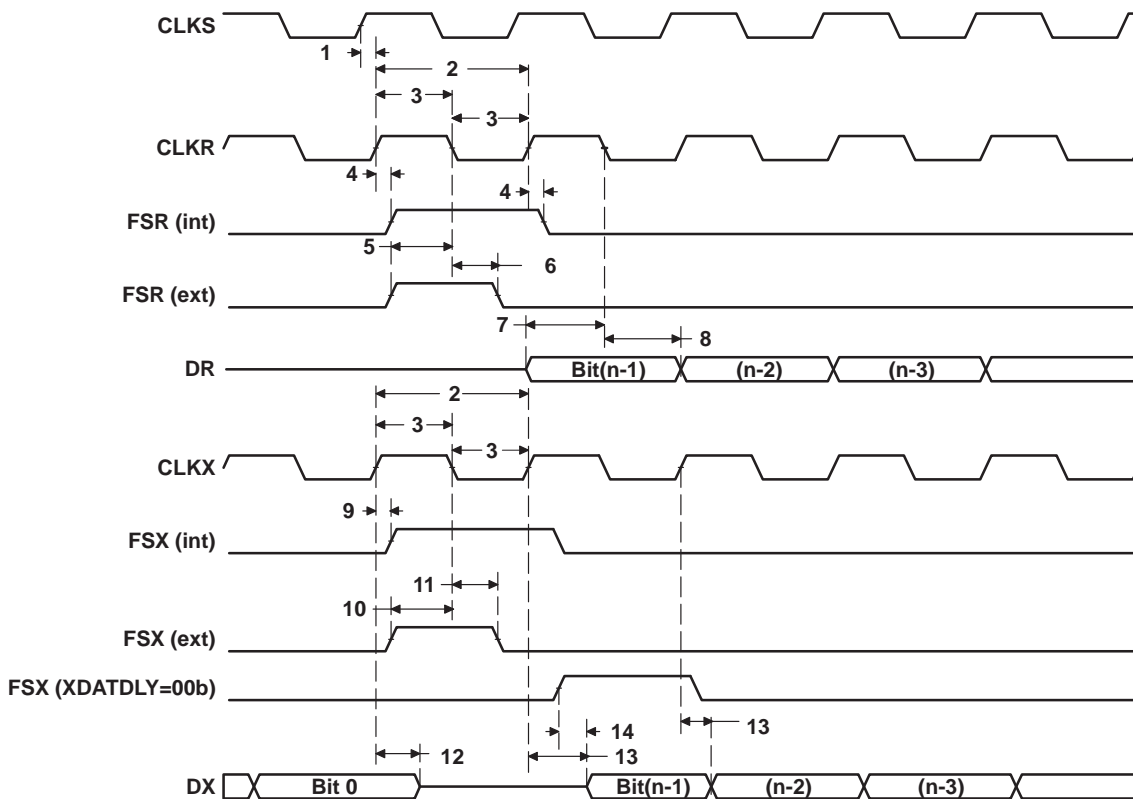 CLKS
1
2
3
3
CLKR
4
4
FSR (int)
5
6
FSR (ext)
7
8
DR
Bit(n-1)
(n-2)
(n-3)
2
3
3
CLKX
9
FSX (int)
11
10
FSX (ext)
FSX (XDATDLY=00b)
14
13
12
13
DX
Bit 0
Bit(n-1)
(n-2)
(n-3)